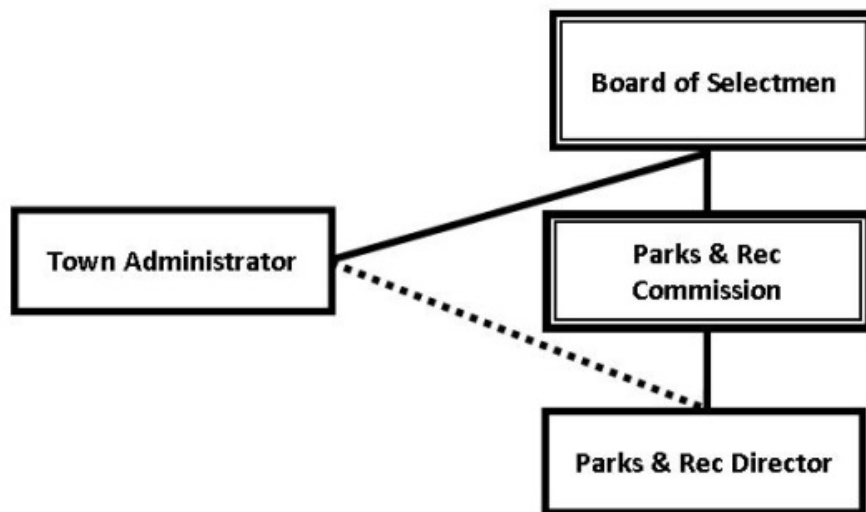 Board of Selectmen
Town Administrator
Parks & Rec
Commission
Parks & Rec Director